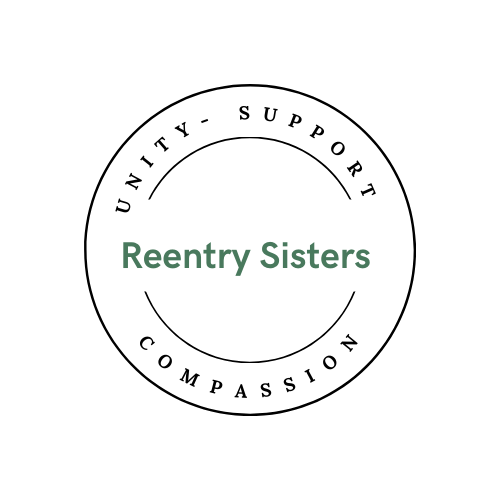 UNITY- SUPPORT
Reentry Sisters
COMPASSION